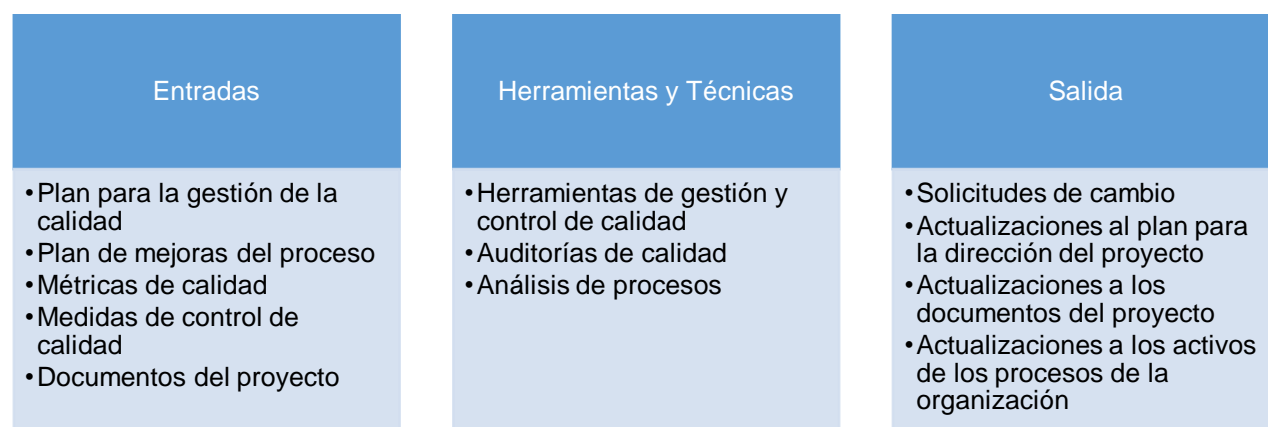 Entradas
•Plan para la gestión de la
calidad
•Plan de mejoras del proceso
•Métricas de calidad
•Medidas de control de
calidad
•Documentos del proyecto
Herramientas y Técnicas
•Herramientas de gestión y
control de calidad
•Auditorías de calidad
•Análisis de procesos
Salida
•Solicitudes de cambio
•Actualizaciones al plan para
la dirección del proyecto
•Actualizaciones a los
documentos del proyecto
•Actualizaciones a los activos
de los procesos de la
organización